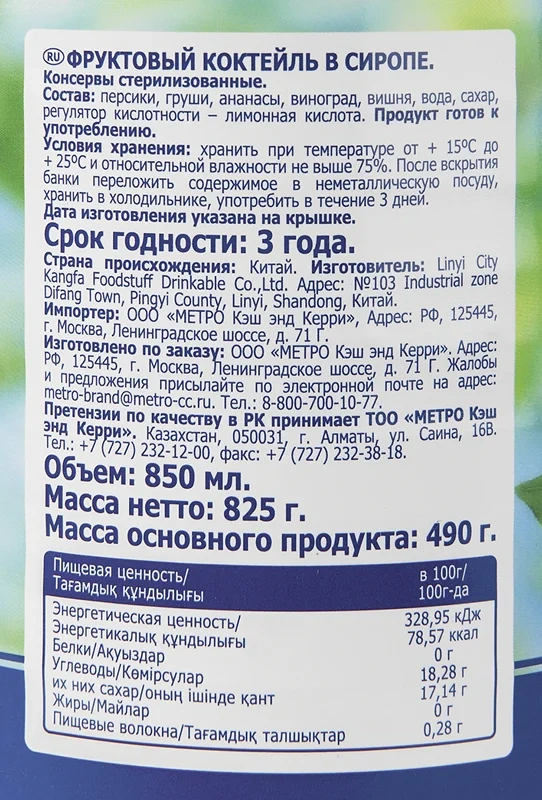 RU ФРУКТОВЫЙ КОКТЕЙЛЬ В СИРОПЕ.
Консервы стерилизованные.
Состав: персики, груши, ананасы, виноград, вишня, вода, сахар,
регулятор кислотности – лимонная кислота. Продукт готов к
употреблению.
Условия хранения: хранить при температуре от + 15ºC до
+ 25ºC и относительной влажности не выше 75%. После вскрытия
банки переложить содержимое в неметаллическую посуду,
хранить в холодильнике, употребить в течение 3 дней.
Дата изготовления указана на крышке.
Срок годности: 3 года.
Страна происхождения: Китай. Изготовитель: Linyi City
Kangfa Foodstuff Drinkable Co.,Ltd. Адрес: №103 Industrial zone
Difang Town, Pingyi County, Linyi, Shandong, Китай.
Импортер: ООО «МЕТРО Кэш энд Керри», Адрес: РФ, 125445,
г. Москва, Ленинградское шоссе, д. 71 Г.
Изготовлено по заказу: ООО «МЕТРО Кэш энд Керри». Адрес:
РФ, 125445, г. Москва, Ленинградское шоссе, д. 71 Г. Жалобы
и предложения присылайте по электронной почте на адрес:
metro-brand@metro-cc.ru. Тел.: 8-800-700-10-77.
Претензии по качеству в РК принимает ТОО «МЕТРО Кэш
энд Керри». Казахстан, 050031, г. Алматы, ул. Саина, 16В.
Тел.: +7 (727) 232-12-00, факс: +7 (727) 232-38-18.
Объем: 850 мл.
Масса нетто: 825 г.
Масса основного продукта: 490 г.
Пищевая ценность/ в 100г/
Тағамдық құндылығы 100г-да
Энергетическая ценность/ 328,95 кДж
Энергетикалық құндылығы 78,57 ккал
Белки/Ақуыздар 0 г
Углеводы/Көмірсулар 18,28 г
их них сахар/оның ішінде қант 17,14 г
Жиры/Майлар 0 г
Пищевые волокна/Тағамдық талшықтар 0,28 г